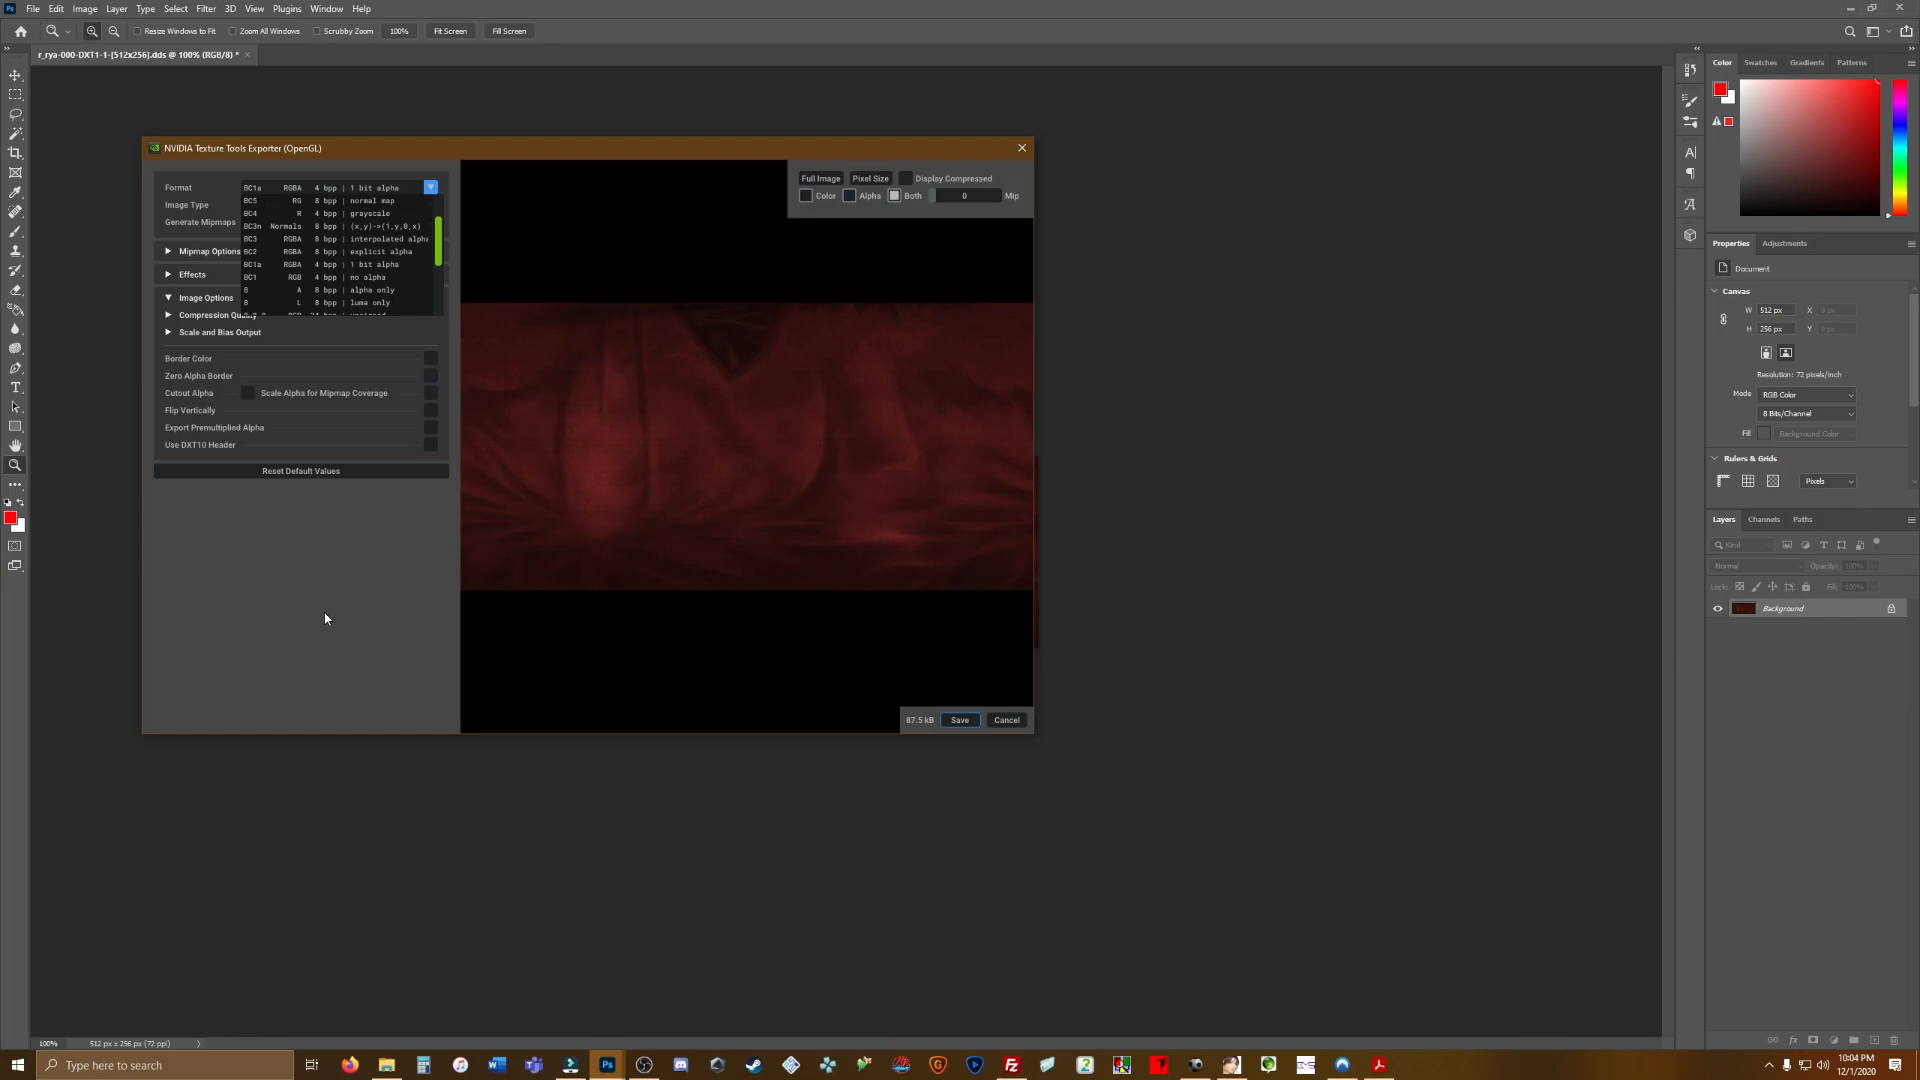 Ps File Edit Image Layer Type Select Filter 3D View Plugins Window Help
Resize Windows to Fit Zoom All Windows Scrubby Zoom 100% Fit Screen Fill Screen
r_rya-000-DXT1-1-[512x256].dds @ 100% (RGB/8) *
NVIDIA Texture Tools Exporter (OpenGL)
Format BC1a RGBA 4 bpp | 1 bit alpha
Image Type
Generate Mipmaps
BC5 RG 8 bpp | normal map
BC4 R 4 bpp | grayscale
BC3n Normals 8 bpp | (x,y)->(1,y,0,x)
BC3 RGBA 8 bpp | interpolated alpha
BC2 RGBA 8 bpp | explicit alpha
BC1a RGBA 4 bpp | 1 bit alpha
BC1 RGB 4 bpp | no alpha
8 A 8 bpp | alpha only
8 L 8 bpp | luma only
Mipmap Options
Effects
Image Options
Compression Quality
Scale and Bias Output
Border Color
Zero Alpha Border
Cutout Alpha Scale Alpha for Mipmap Coverage
Flip Vertically
Export Premultiplied Alpha
Use DXT10 Header
Reset Default Values
Full Image Pixel Size Display Compressed
Color Alpha Both 0 Mip
87.5 kB Save Cancel
Color Swatches Gradients Patterns
Properties Adjustments
Document
Canvas
W 512 px X 0 px
H 256 px Y 0 px
Resolution: 72 pixels/inch
Mode RGB Color
8 Bits/Channel
Fill Background Color
Rulers & Grids
Pixels
Layers Channels Paths
Kind
Normal Opacity: 100%
Lock: Fill: 100%
Background
100% 512 px x 256 px (72 ppi)
Type here to search
Ps
10:04 PM
12/1/2020